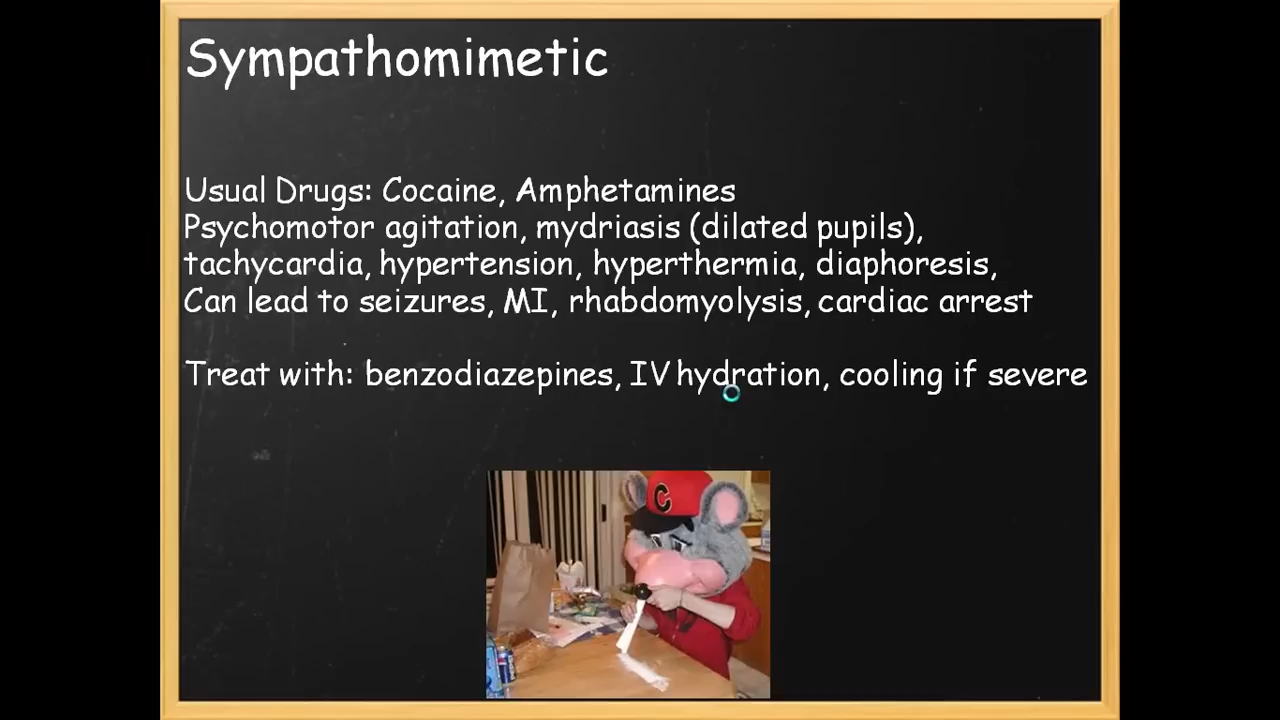 Sympathomimetic
Usual Drugs: Cocaine, Amphetamines
Psychomotor agitation, mydriasis (dilated pupils),
tachycardia, hypertension, hyperthermia, diaphoresis,
Can lead to seizures, MI, rhabdomyolysis, cardiac arrest
Treat with: benzodiazepines, IV hydration, cooling if severe
C